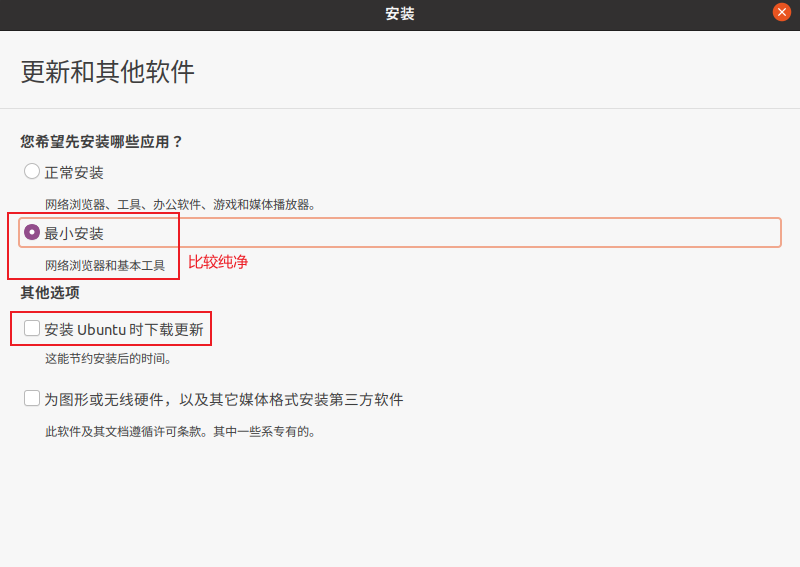 安装
更新和其他软件
您希望先安装哪些应用？
正常安装
网络浏览器、工具、办公软件、游戏和媒体播放器。
最小安装
网络浏览器和基本工具
比较纯净
其他选项
安装 Ubuntu 时下载更新
这能节约安装后的时间。
为图形或无线硬件，以及其它媒体格式安装第三方软件
此软件及其文档遵循许可条款。其中一些系专有的。